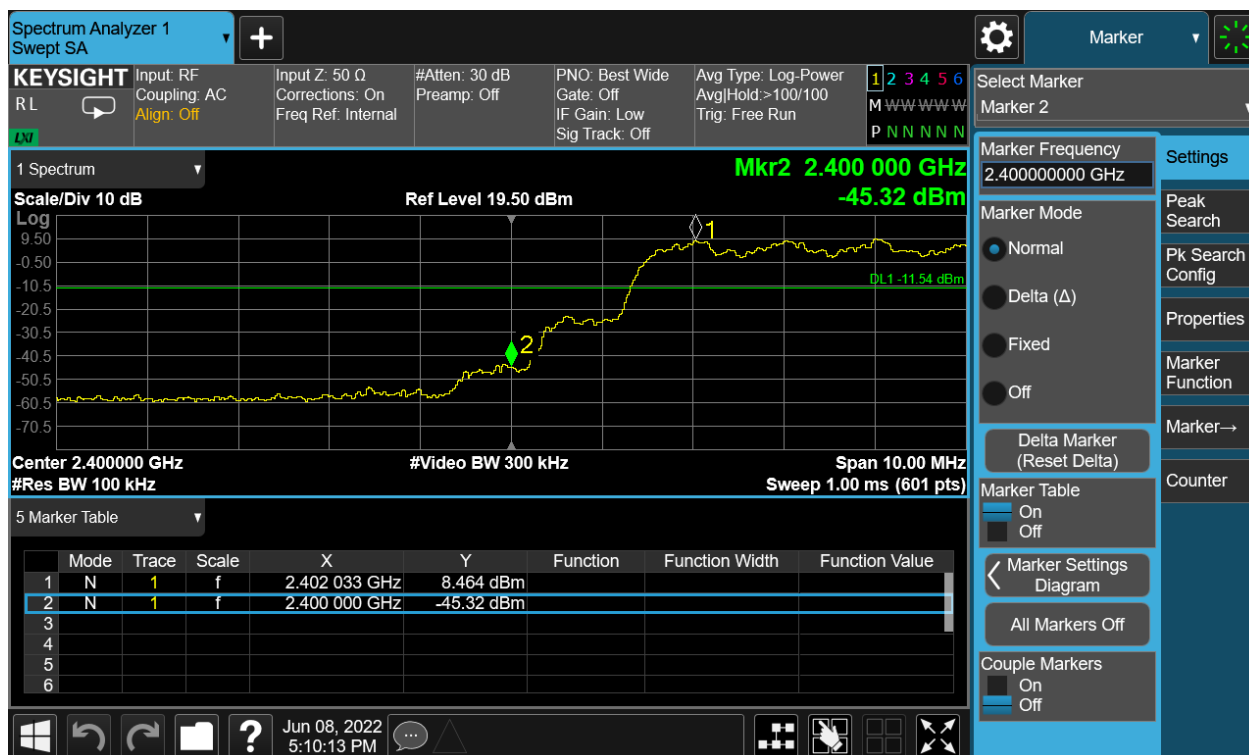 Spectrum Analyzer 1
Swept SA
Marker
KEYSIGHT
RL
LXI
Input: RF
Coupling: AC
Align: Off
Input Z: 50 Ω
Corrections: On
Freq Ref: Internal
#Atten: 30 dB
Preamp: Off
PNO: Best Wide
Gate: Off
IF Gain: Low
Sig Track: Off
Avg Type: Log-Power
Avg|Hold:>100/100
Trig: Free Run
1 2 3 4 5 6
M W W W W W
P N N N N N
1 Spectrum
Mkr2 2.400 000 GHz
Scale/Div 10 dB
Ref Level 19.50 dBm
-45.32 dBm
Log
9.50
-0.50
-10.5
-20.5
-30.5
-40.5
-50.5
-60.5
-70.5
1
2
DL1 -11.54 dBm
Center 2.400000 GHz
#Video BW 300 kHz
Span 10.00 MHz
#Res BW 100 kHz
Sweep 1.00 ms (601 pts)
5 Marker Table
Mode Trace Scale X Y Function Function Width Function Value
1 N 1 f 2.402 033 GHz 8.464 dBm
2 N 1 f 2.400 000 GHz -45.32 dBm
3
4
5
6
Jun 08, 2022
5:10:13 PM
Select Marker
Marker 2
Marker Frequency
2.400000000 GHz
Marker Mode
Normal
Delta (Δ)
Fixed
Off
Delta Marker
(Reset Delta)
Marker Table
On
Off
Marker Settings
Diagram
All Markers Off
Couple Markers
On
Off
Settings
Peak
Search
Pk Search
Config
Properties
Marker
Function
Marker→
Counter